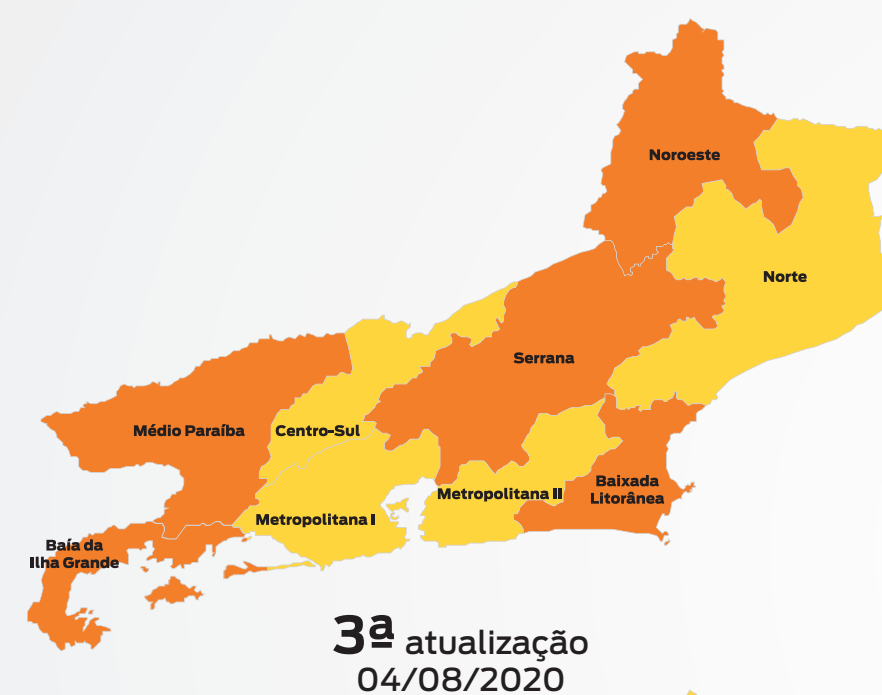 Noroeste
Norte
Serrana
Médio Paraíba
Centro-Sul
Baixada
Litorânea
Metropolitana II
Metropolitana I
Baía da
Ilha Grande
3ª atualização
04/08/2020